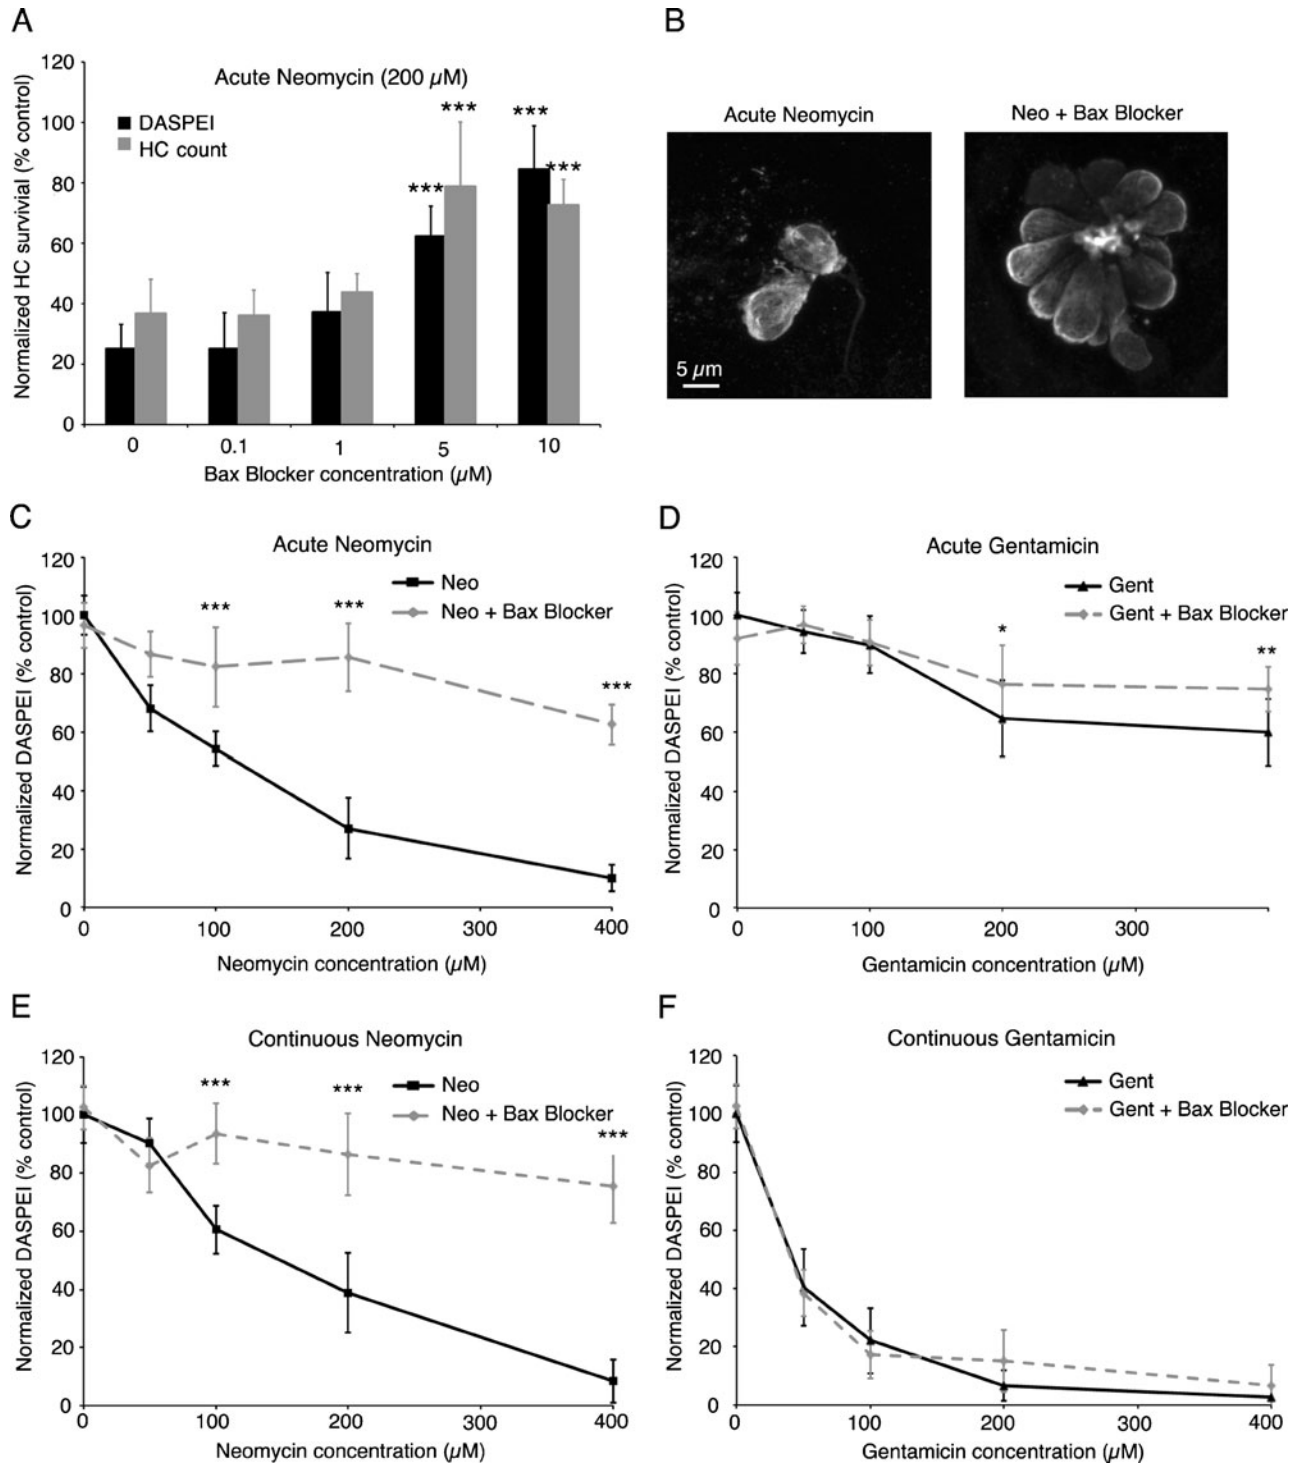 A
Acute Neomycin (200 µM)
DASPEI
HC count
Normalized HC survivial (% control)
120
100
80
60
40
20
0
***
***
***
***
0 0.1 1 5 10
Bax Blocker concentration (µM)
B
Acute Neomycin
Neo + Bax Blocker
5 µm
C
Acute Neomycin
Neo
Neo + Bax Blocker
Normalized DASPEI (% control)
120
100
80
60
40
20
0
***
***
***
0 100 200 300 400
Neomycin concentration (µM)
D
Acute Gentamicin
Gent
Gent + Bax Blocker
Normalized DASPEI (% control)
120
100
80
60
40
20
0
*
**
0 100 200 300
Gentamicin concentration (µM)
E
Continuous Neomycin
Neo
Neo + Bax Blocker
Normalized DASPEI (% control)
120
100
80
60
40
20
0
***
***
***
0 100 200 300 400
Neomycin concentration (µM)
F
Continuous Gentamicin
Gent
Gent + Bax Blocker
Normalized DASPEI (% control)
120
100
80
60
40
20
0
0 100 200 300 400
Gentamicin concentration (µM)